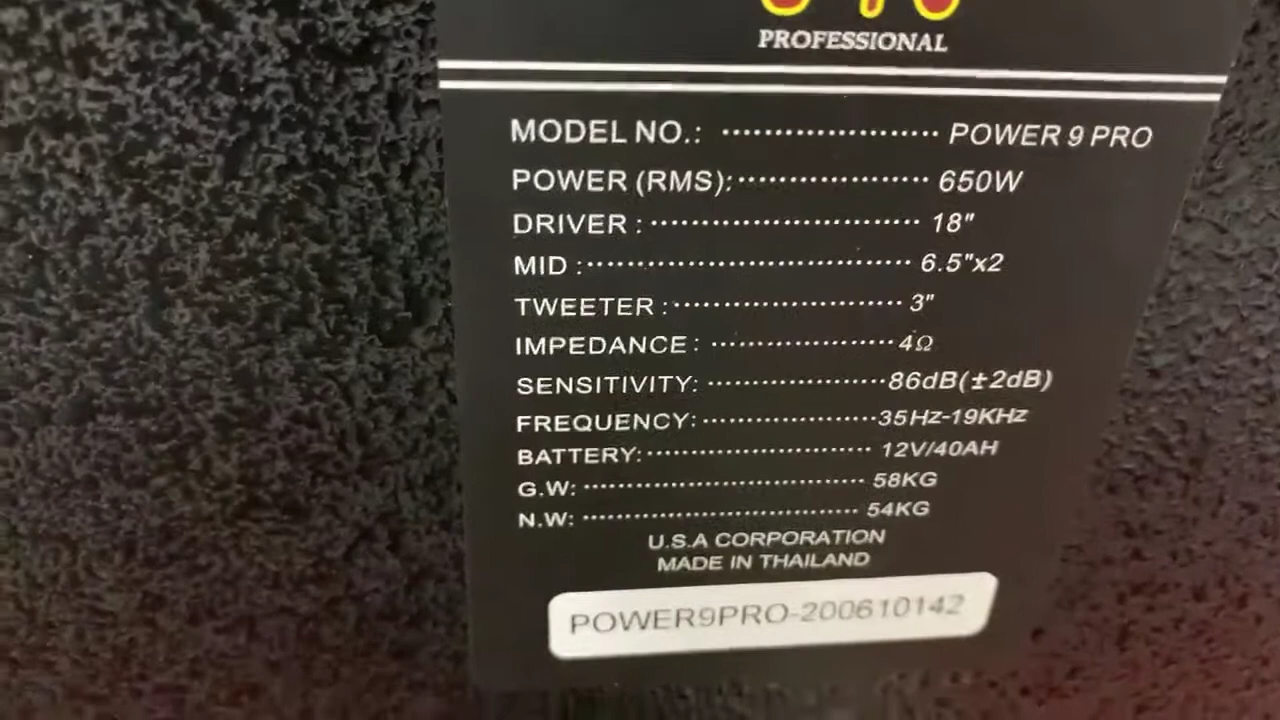 PROFESSIONAL
MODEL NO.: ························ POWER 9 PRO
POWER (RMS):······················ 650W
DRIVER : ···························· 18"
MID :··································· 6.5"x2
TWEETER :·························· 3"
IMPEDANCE : ······················4Ω
SENSITIVITY: ·····················86dB(±2dB)
FREQUENCY: ·····················35Hz-19KHz
BATTERY:···························· 12V/40AH
G.W: ··································· 58KG
N.W: ··································· 54KG
U.S.A CORPORATION
MADE IN THAILAND
POWER9PRO-200610142